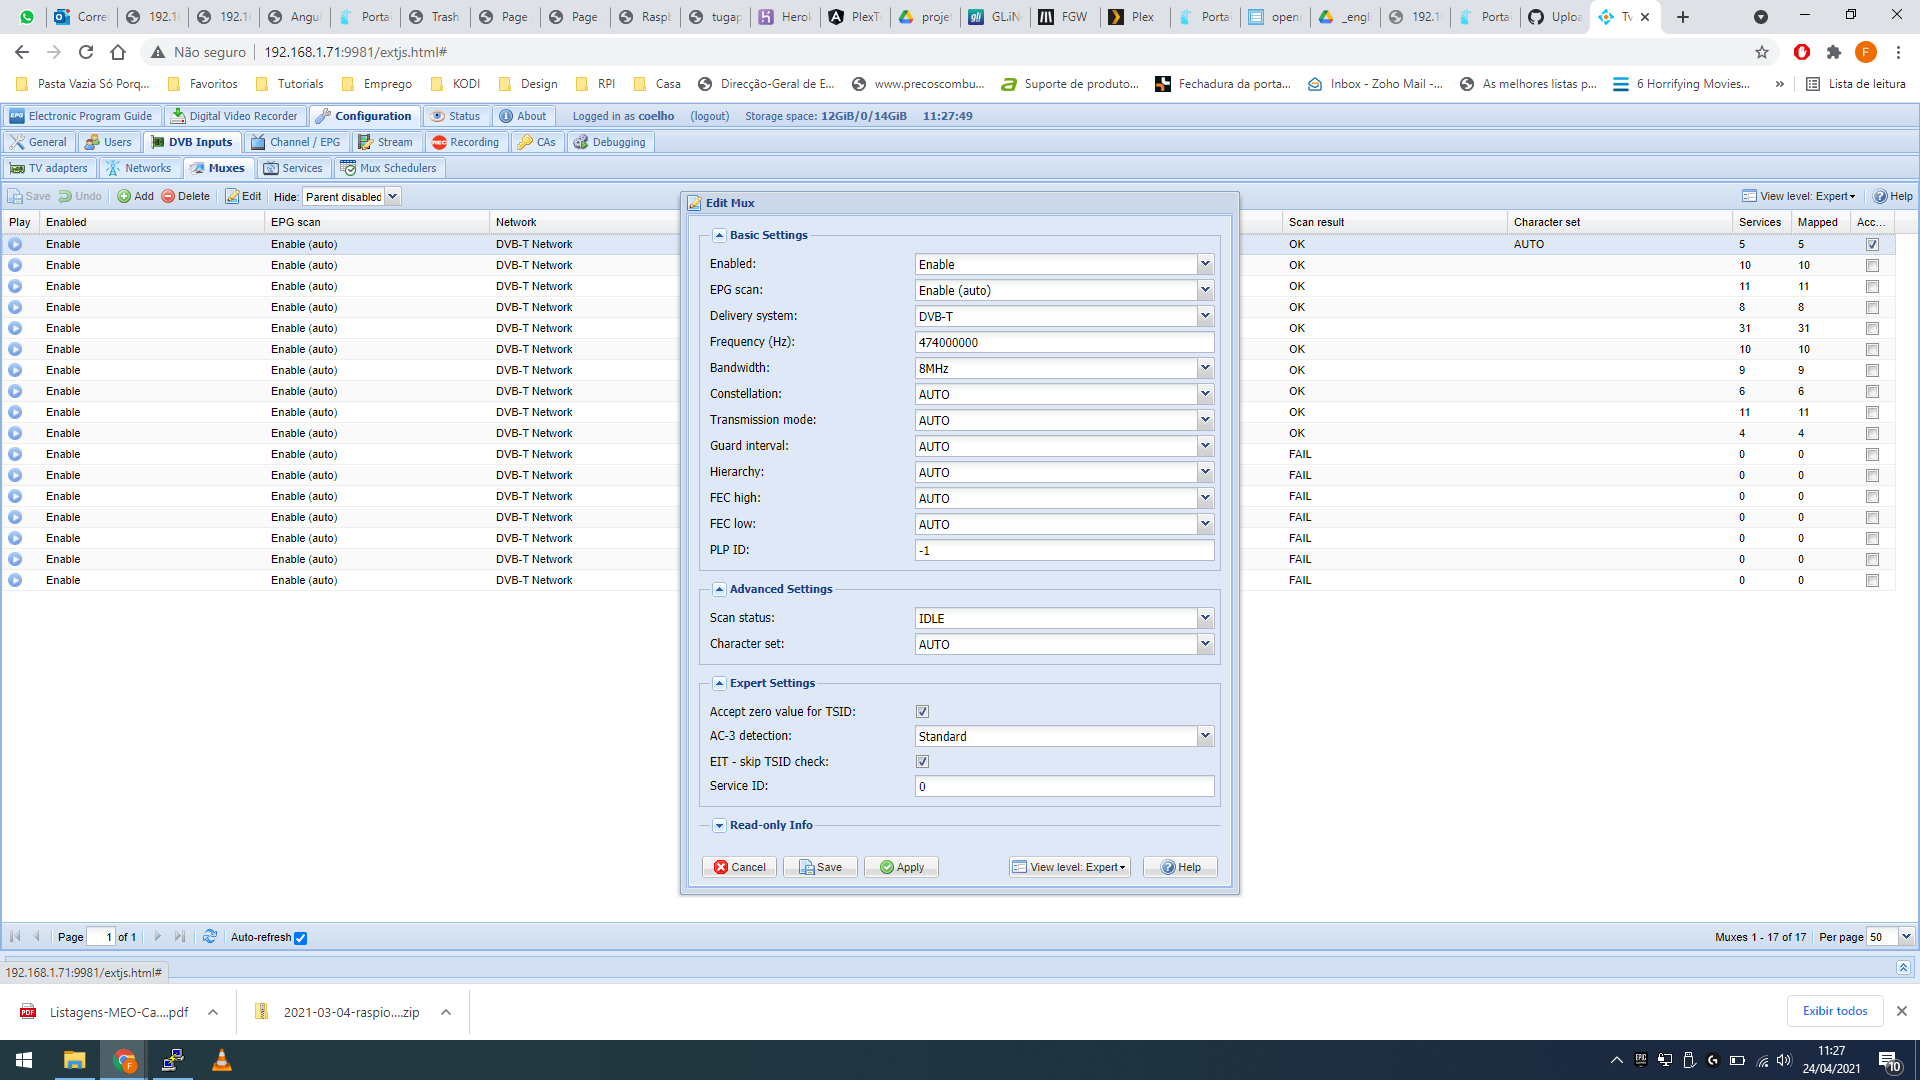 Corre
192.1
192.1
Angul
Porta
Trash
Page
Page
Raspb
tugap
Herok
PlexT
proje
GL.iN
FGW
Plex
Porta
open
_engl
192.1
Porta
Uploa
Tv
Não seguro
192.168.1.71:9981/extjs.html#
F
Pasta Vazia Só Porq...
Favoritos
Tutorials
Emprego
KODI
Design
RPI
Casa
Direcção-Geral de E...
www.precoscombu...
Suporte de produto...
Fechadura da porta...
Inbox - Zoho Mail -...
As melhores listas p...
6 Horrifying Movies...
»
Lista de leitura
Electronic Program Guide
Digital Video Recorder
Configuration
Status
About
Logged in as coelho
(logout)
Storage space: 12GiB/0/14GiB
11:27:49
General
Users
DVB Inputs
Channel / EPG
Stream
Recording
CAs
Debugging
TV adapters
Networks
Muxes
Services
Mux Schedulers
Save
Undo
Add
Delete
Edit
Hide:
Parent disabled
View level: Expert
Help
Play Enabled EPG scan Network Scan result Character set Services Mapped Acc...
Enable Enable (auto) DVB-T Network OK AUTO 5 5
Enable Enable (auto) DVB-T Network OK 10 10
Enable Enable (auto) DVB-T Network OK 11 11
Enable Enable (auto) DVB-T Network OK 8 8
Enable Enable (auto) DVB-T Network OK 31 31
Enable Enable (auto) DVB-T Network OK 10 10
Enable Enable (auto) DVB-T Network OK 9 9
Enable Enable (auto) DVB-T Network OK 6 6
Enable Enable (auto) DVB-T Network OK 11 11
Enable Enable (auto) DVB-T Network OK 4 4
Enable Enable (auto) DVB-T Network FAIL 0 0
Enable Enable (auto) DVB-T Network FAIL 0 0
Enable Enable (auto) DVB-T Network FAIL 0 0
Enable Enable (auto) DVB-T Network FAIL 0 0
Enable Enable (auto) DVB-T Network FAIL 0 0
Enable Enable (auto) DVB-T Network FAIL 0 0
Enable Enable (auto) DVB-T Network FAIL 0 0
Edit Mux
Basic Settings
Enabled: Enable
EPG scan: Enable (auto)
Delivery system: DVB-T
Frequency (Hz): 474000000
Bandwidth: 8MHz
Constellation: AUTO
Transmission mode: AUTO
Guard interval: AUTO
Hierarchy: AUTO
FEC high: AUTO
FEC low: AUTO
PLP ID: -1
Advanced Settings
Scan status: IDLE
Character set: AUTO
Expert Settings
Accept zero value for TSID:
AC-3 detection: Standard
EIT - skip TSID check:
Service ID: 0
Read-only Info
Cancel
Save
Apply
View level: Expert
Help
Page 1 of 1
Auto-refresh
Muxes 1 - 17 of 17
Per page 50
192.168.1.71:9981/extjs.html#
Listagens-MEO-Ca....pdf
2021-03-04-raspio....zip
Exibir todos
11:27
24/04/2021
10